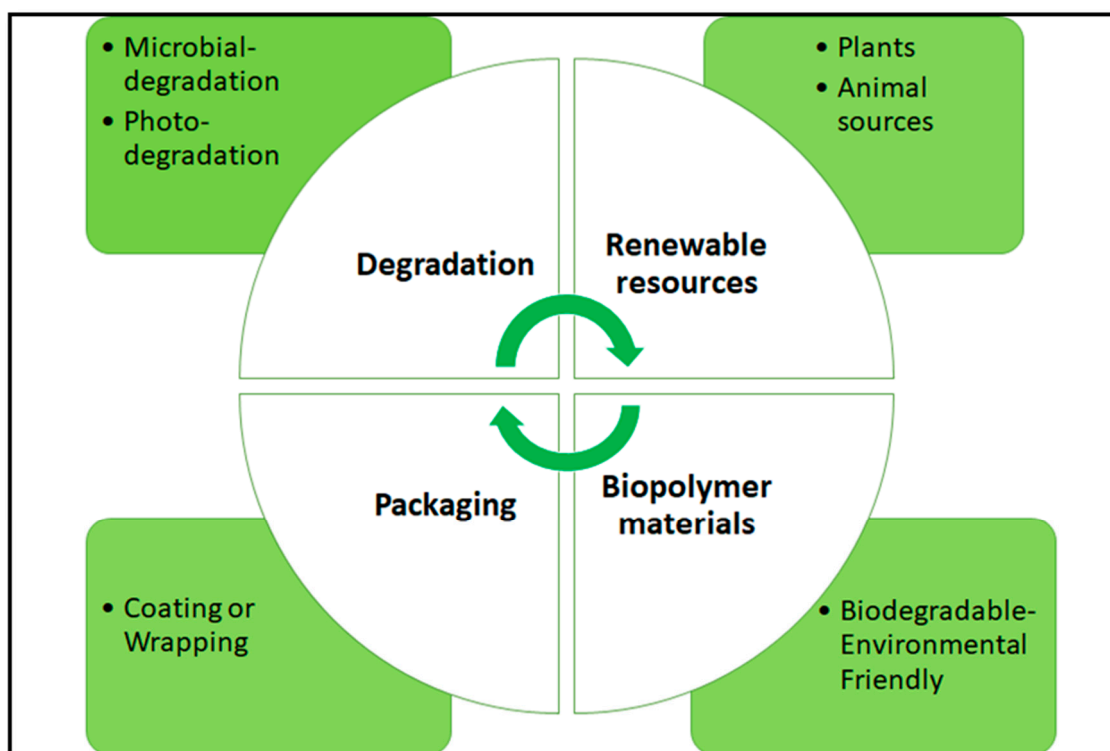 • Microbial-
degradation
• Photo-
degradation
• Plants
• Animal
sources
Degradation
Renewable
resources
Packaging
Biopolymer
materials
• Coating or
Wrapping
• Biodegradable-
Environmental
Friendly